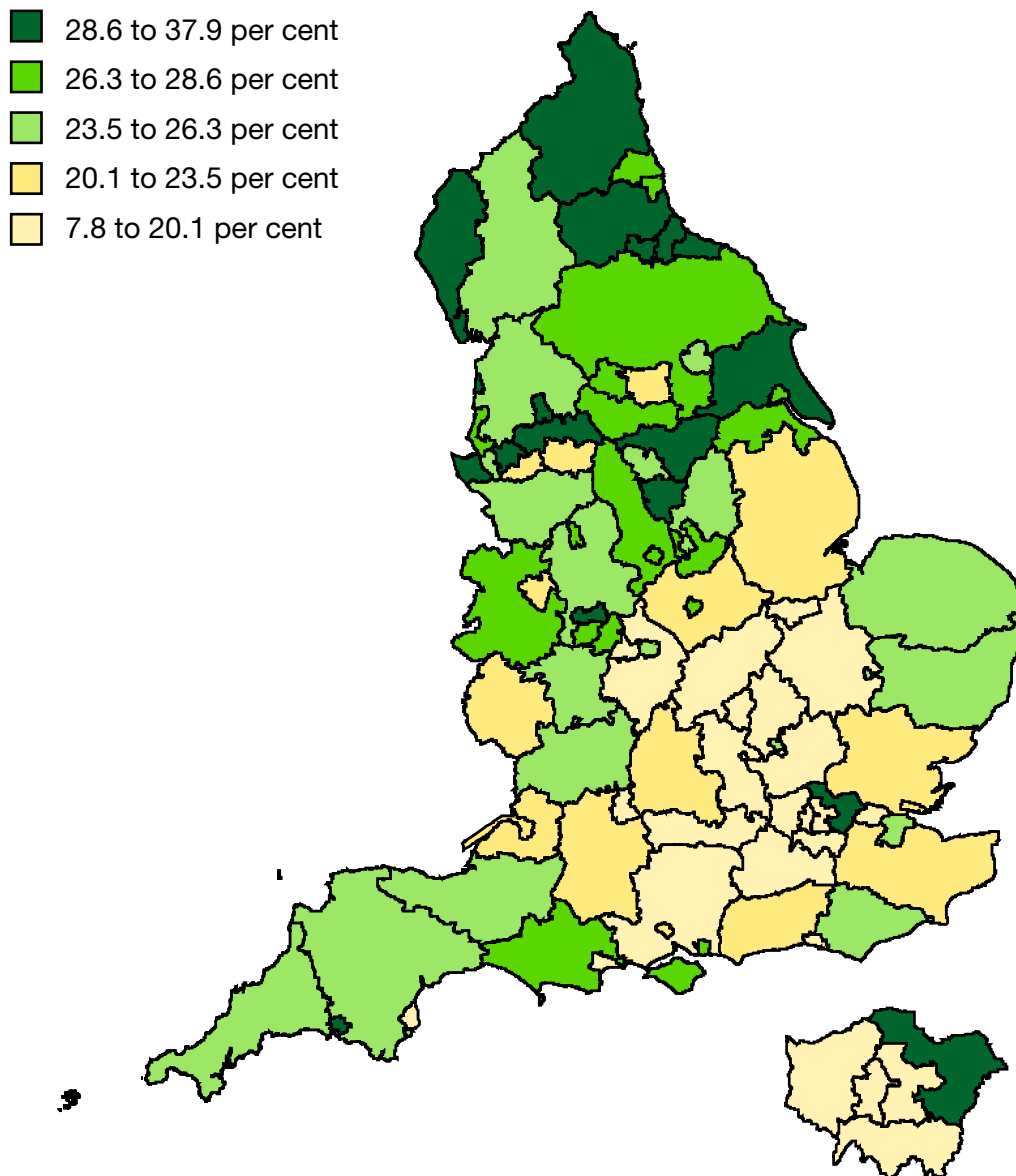 28.6 to 37.9 per cent
26.3 to 28.6 per cent
23.5 to 26.3 per cent
20.1 to 23.5 per cent
7.8 to 20.1 per cent